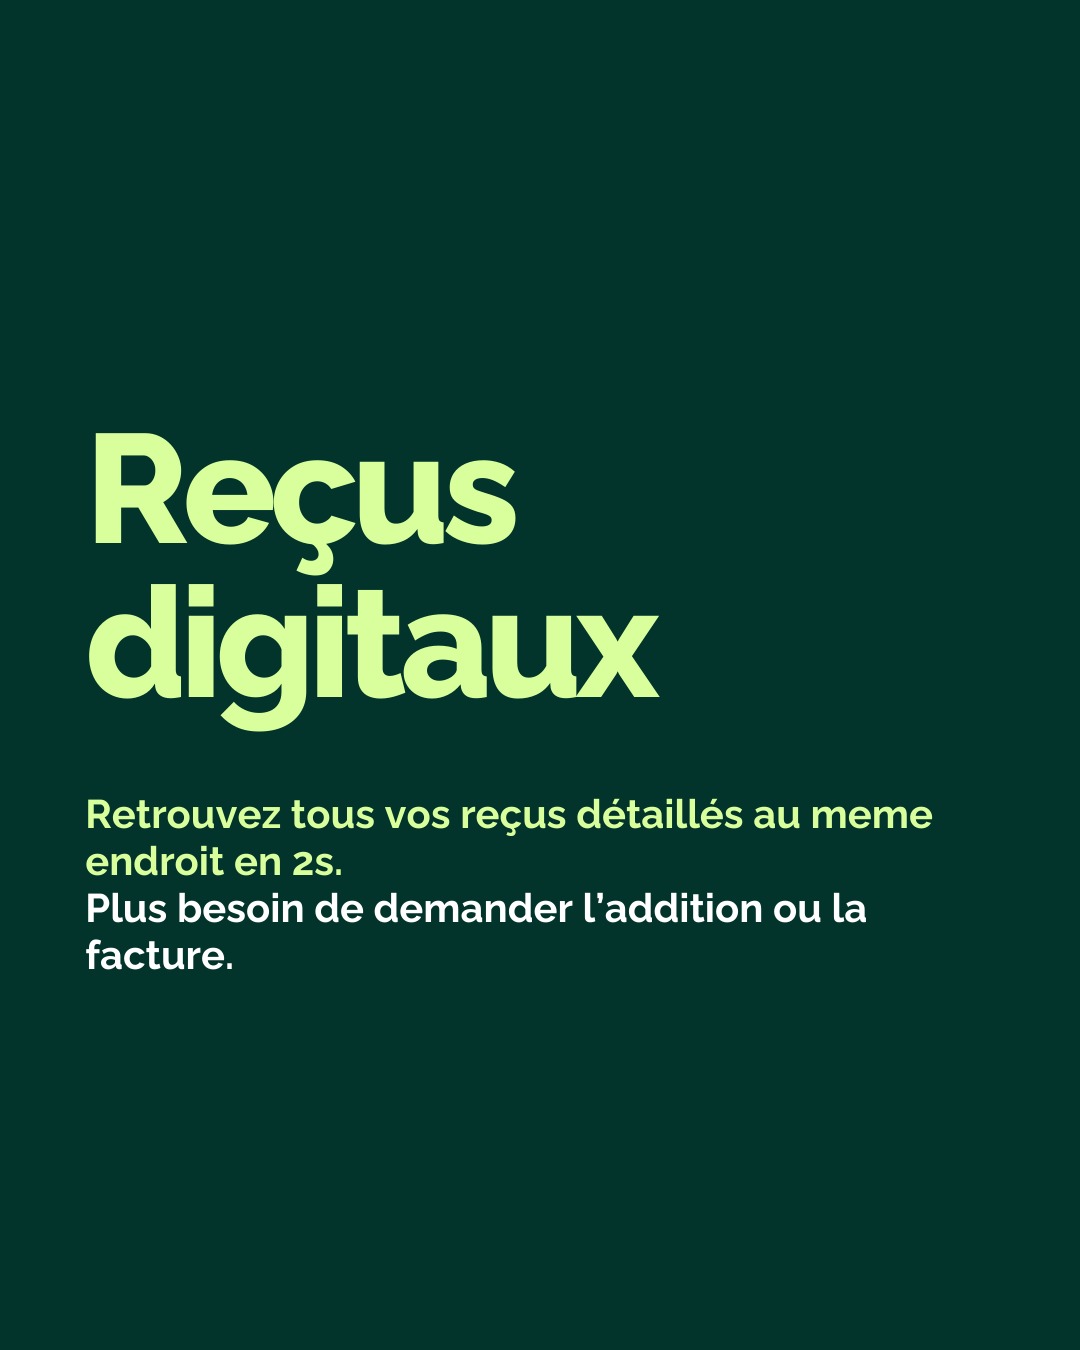 Reçus
digitaux
Retrouvez tous vos reçus détaillés au meme
endroit en 2s.
Plus besoin de demander l’addition ou la
facture.